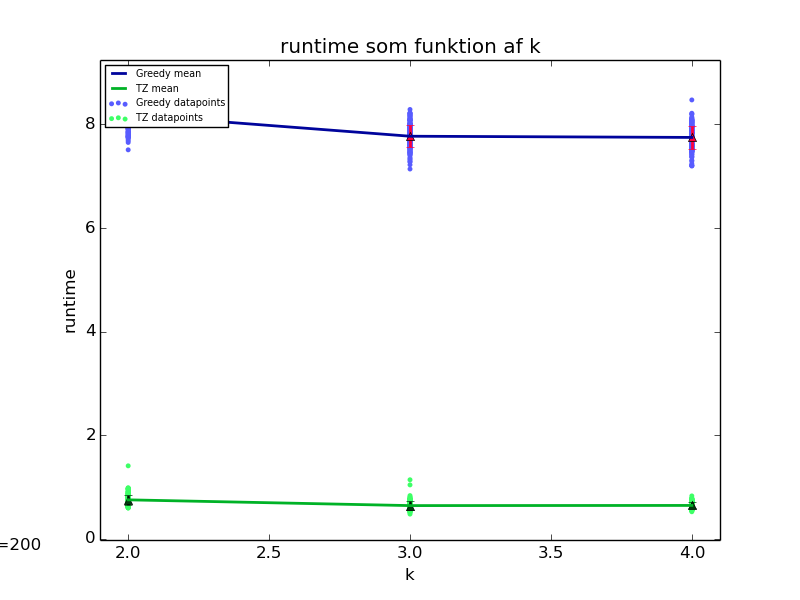 runtime som funktion af k
Greedy mean
TZ mean
Greedy datapoints
TZ datapoints
8
6
4
2
0
runtime
2.0 2.5 3.0 3.5 4.0
k
=200